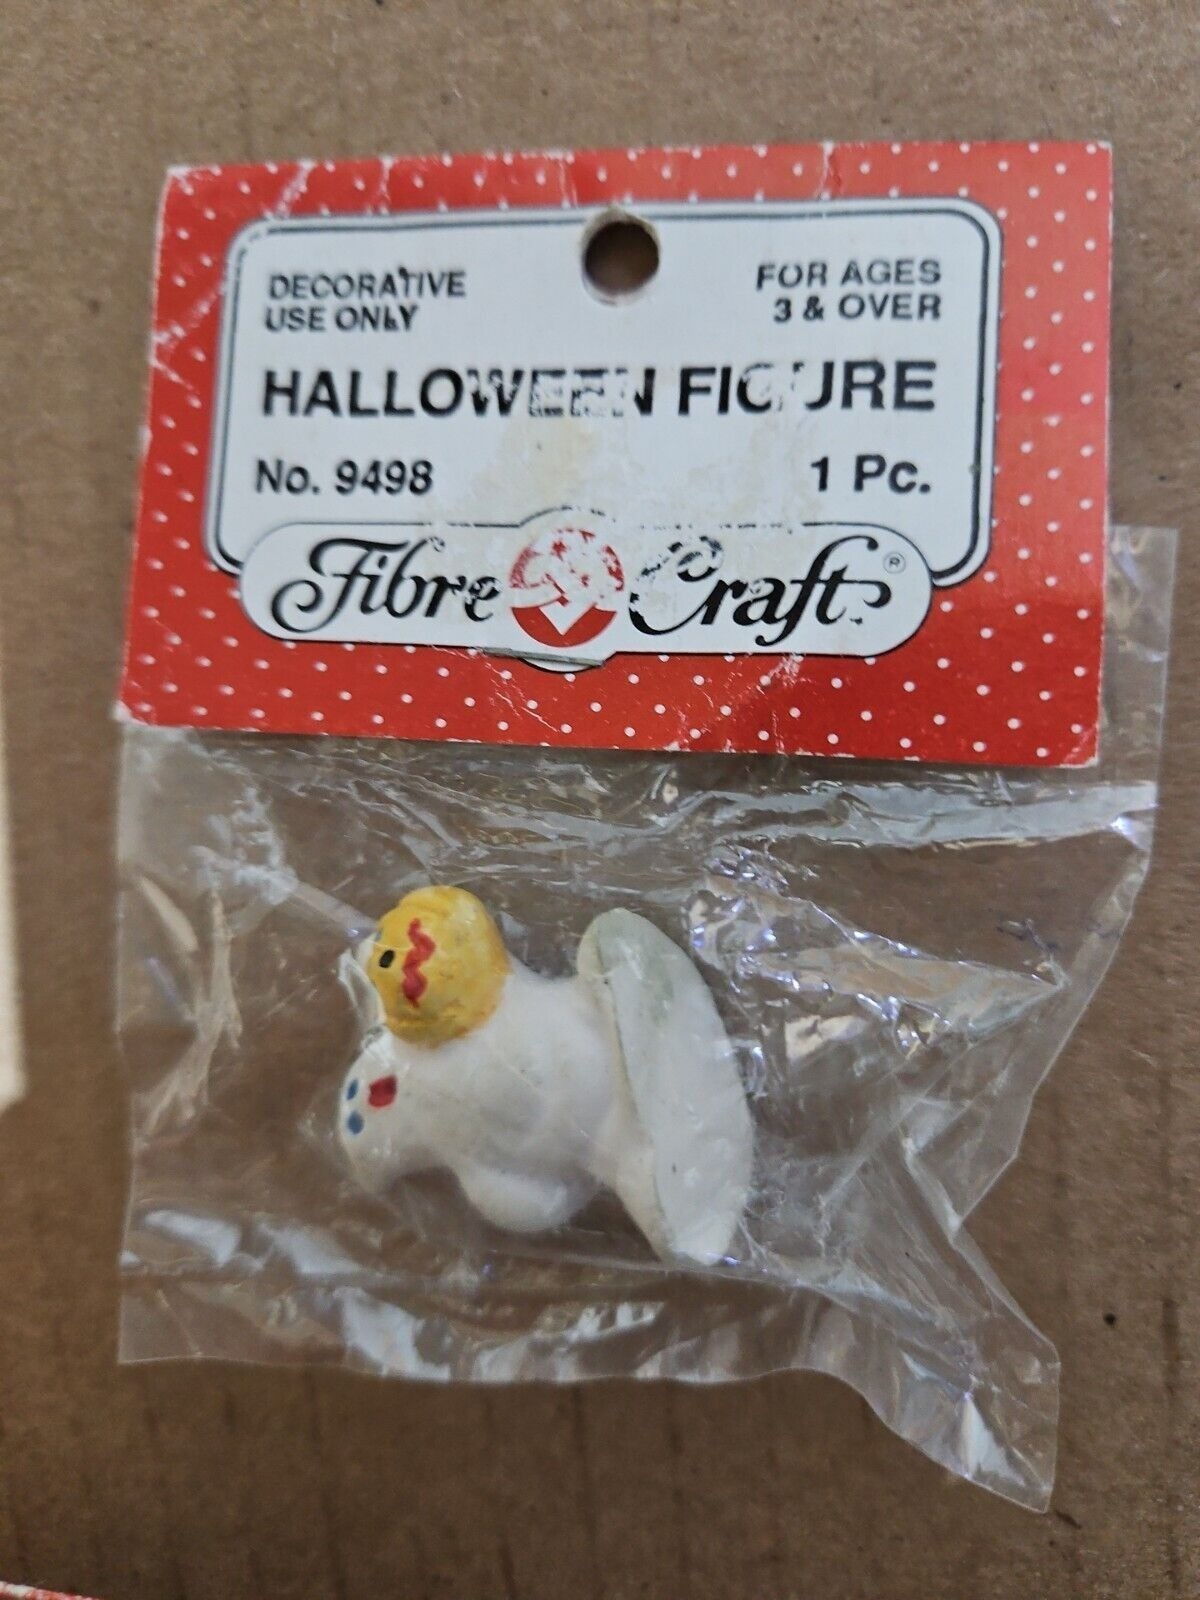 DECORATIVE
USE ONLY
FOR AGES
3 & OVER
HALLOWEEN FIGURE
No. 9498
1 Pc.
Fibre Craft®